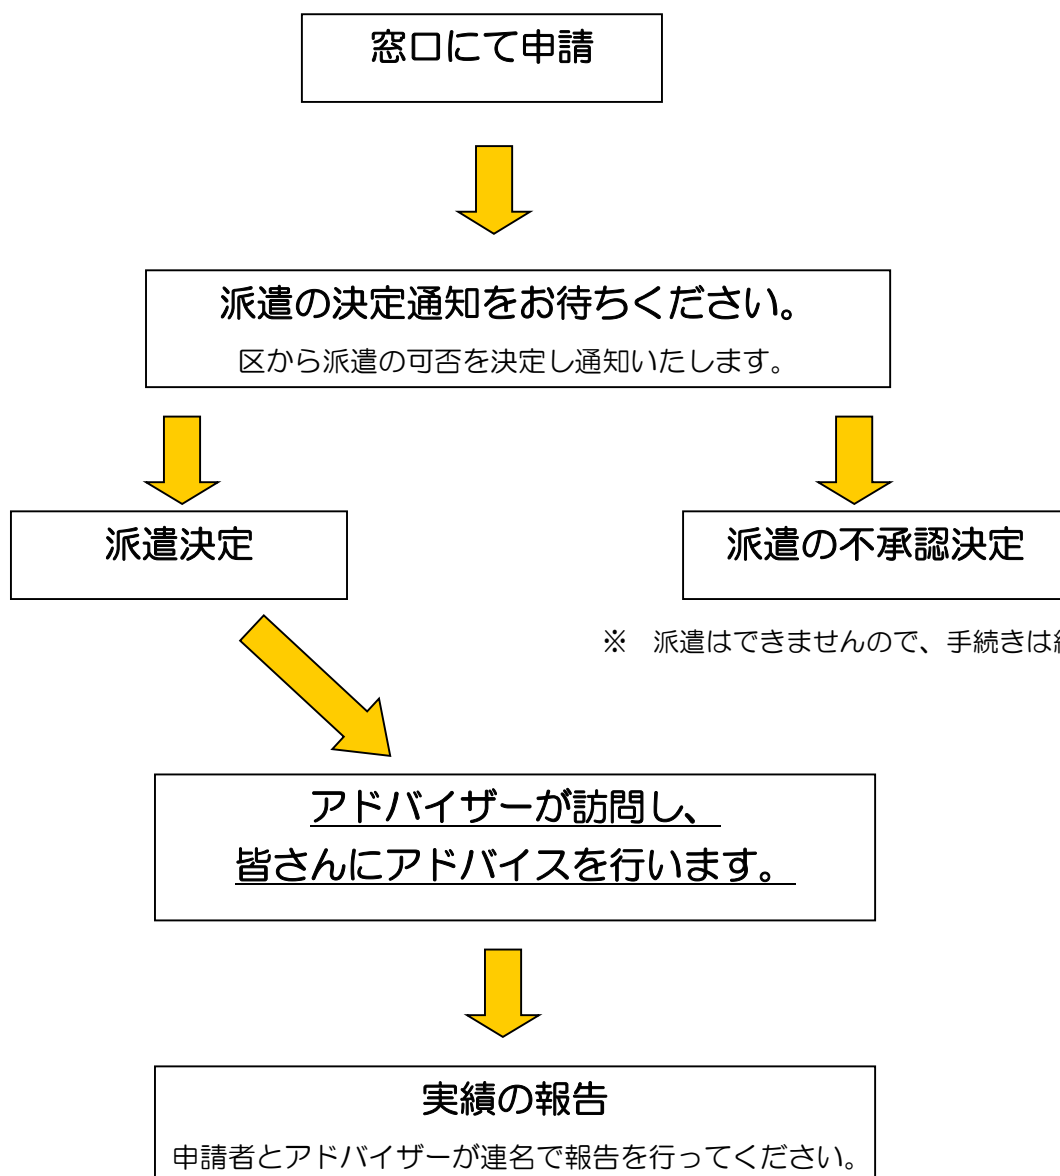 窓口にて申請
派遣の決定通知をお待ちください。
区から派遣の可否を決定し通知いたします。
派遣決定
派遣の不承認決定
※　派遣はできませんので、手続きは
アドバイザーが訪問し、
皆さんにアドバイスを行います。
実績の報告
申請者とアドバイザーが連名で報告を行ってください。